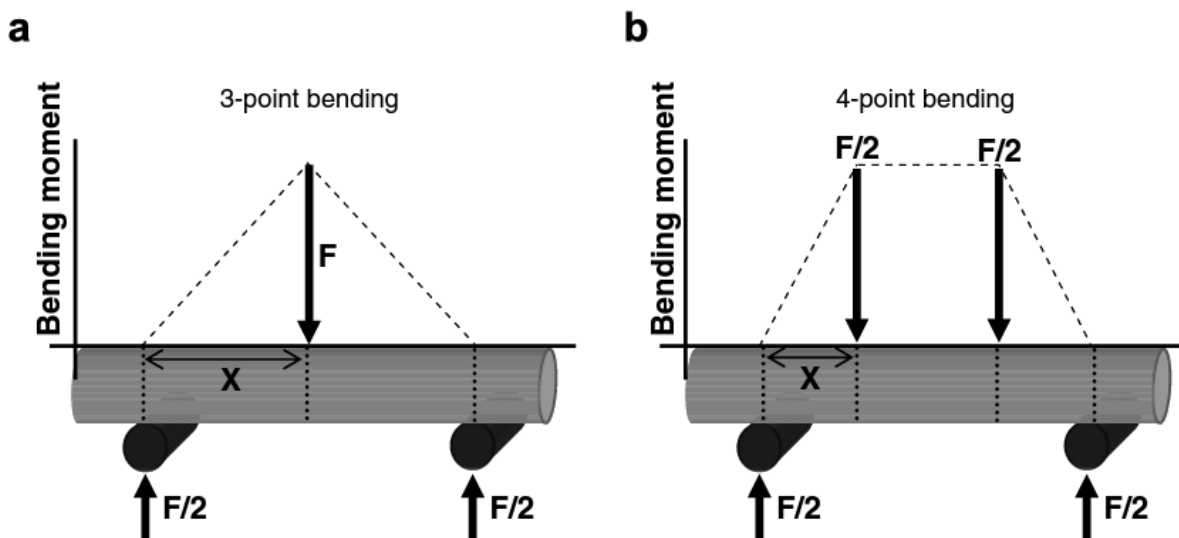 a
3-point bending
Bending moment
F
X
F/2
F/2
b
4-point bending
Bending moment
F/2
F/2
X
F/2
F/2